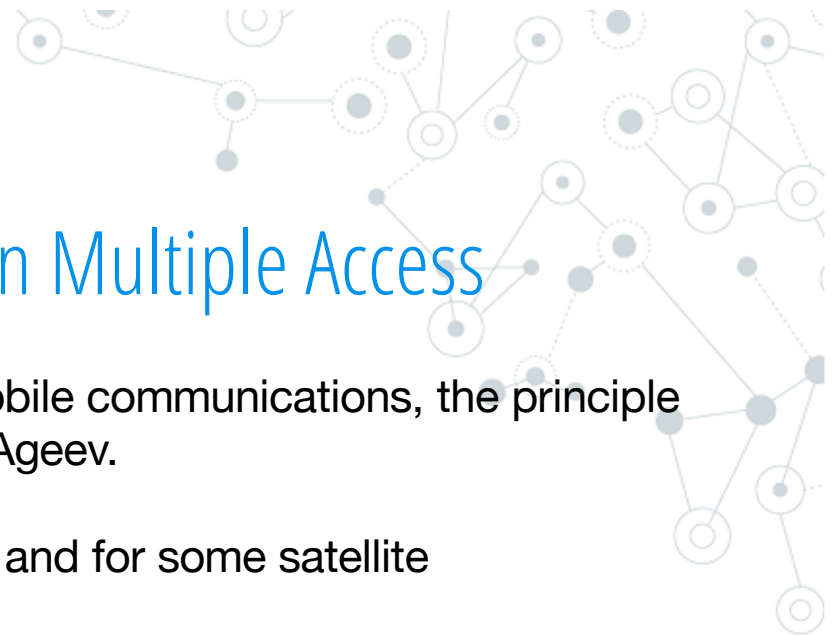 n Multiple Access
obile communications, the principle
Ageev.
and for some satellite